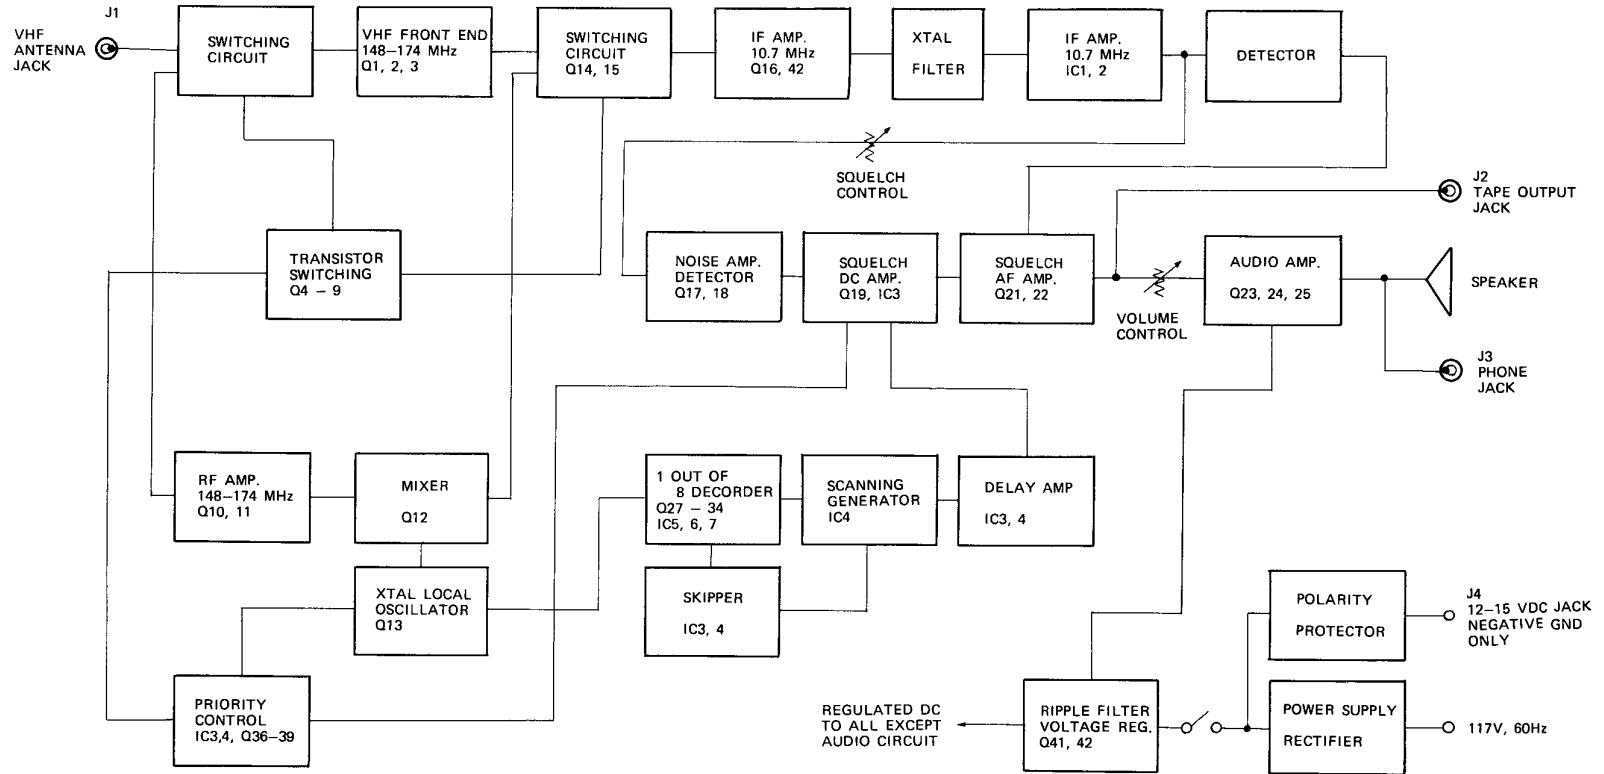 J1
VHF
ANTENNA
JACK
SWITCHING
CIRCUIT
VHF FRONT END
148–174 MHz
Q1, 2, 3
SWITCHING
CIRCUIT
Q14, 15
IF AMP.
10.7 MHz
Q16, 42
XTAL
FILTER
IF AMP.
10.7 MHz
IC1, 2
DETECTOR
SQUELCH
CONTROL
J2
TAPE OUTPUT
JACK
TRANSISTOR
SWITCHING
Q4 – 9
NOISE AMP.
DETECTOR
Q17, 18
SQUELCH
DC AMP.
Q19, IC3
SQUELCH
AF AMP.
Q21, 22
VOLUME
CONTROL
AUDIO AMP.
Q23, 24, 25
SPEAKER
J3
PHONE
JACK
RF AMP.
148–174 MHz
Q10, 11
MIXER
Q12
1 OUT OF
8 DECORDER
Q27 – 34
IC5, 6, 7
SCANNING
GENERATOR
IC4
DELAY AMP
IC3, 4
XTAL LOCAL
OSCILLATOR
Q13
SKIPPER
IC3, 4
POLARITY
PROTECTOR
J4
12–15 VDC JACK
NEGATIVE GND
ONLY
PRIORITY
CONTROL
IC3,4, Q36–39
REGULATED DC
TO ALL EXCEPT
AUDIO CIRCUIT
RIPPLE FILTER
VOLTAGE REG.
Q41, 42
POWER SUPPLY
RECTIFIER
117V, 60Hz